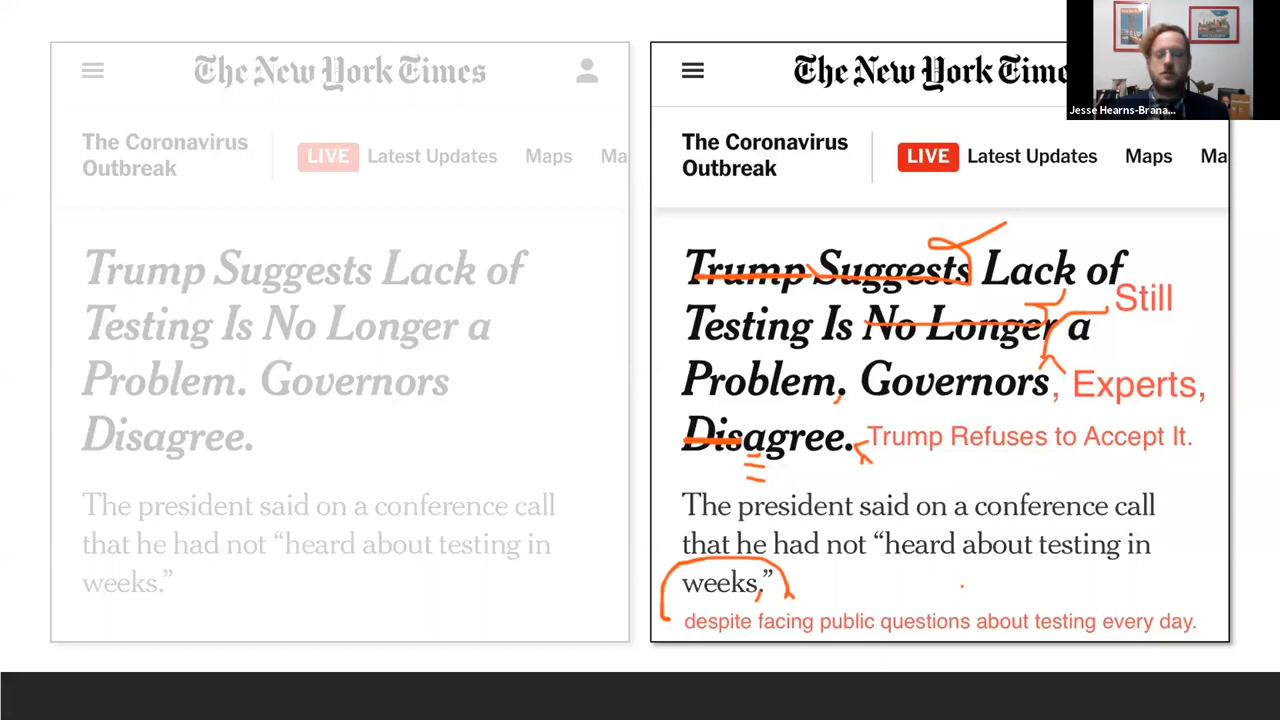 The New York Times
The Coronavirus
Outbreak
LIVE Latest Updates Maps Ma
Trump Suggests Lack of
Testing Is No Longer a
Problem. Governors
Disagree.
The president said on a conference call
that he had not “heard about testing in
weeks.”
The New York Time
The Coronavirus
Outbreak
LIVE Latest Updates Maps Ma
Trump Suggests Lack of
Still
Testing Is No Longer a
Problem. Governors, Experts,
Disagree. Trump Refuses to Accept It.
The president said on a conference call
that he had not “heard about testing in
weeks,”
despite facing public questions about testing every day.
Jesse Hearns-Brana...